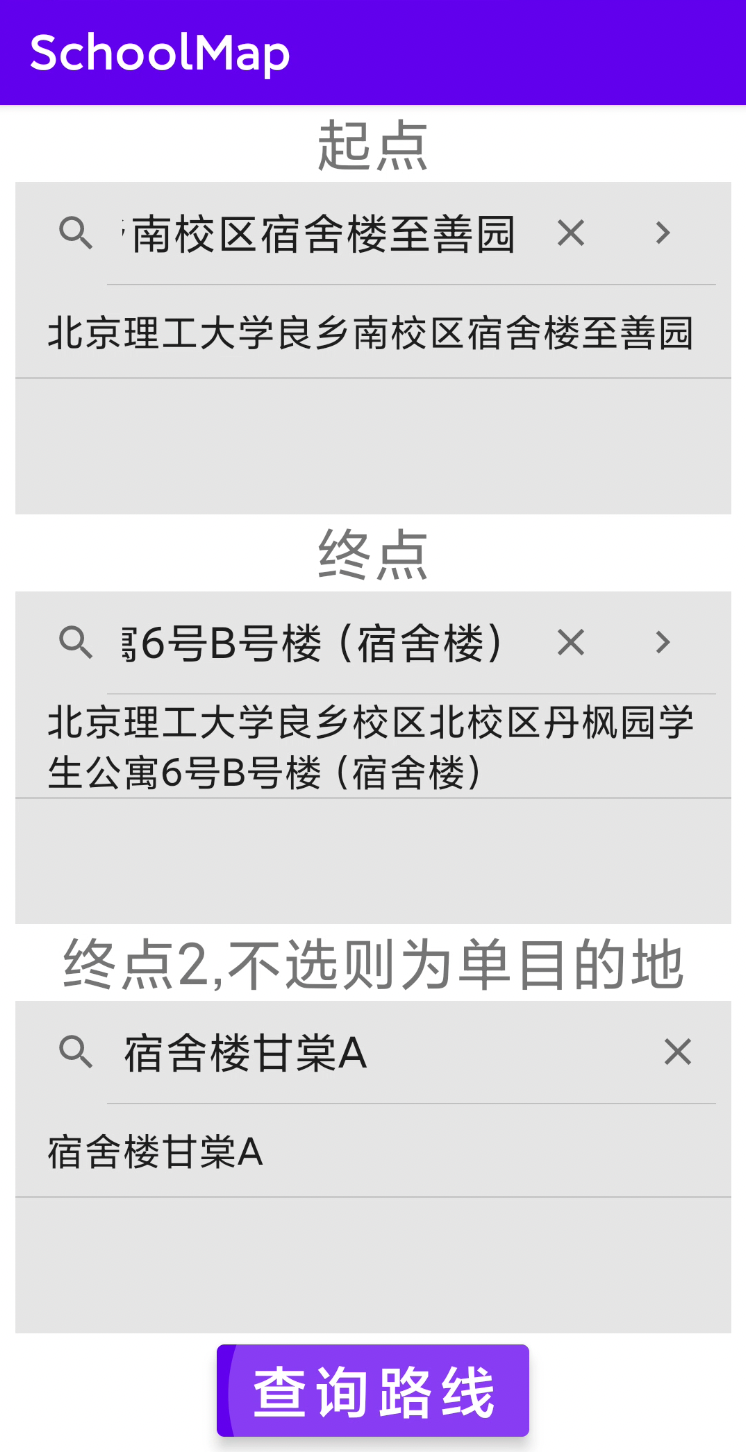 SchoolMap
起点
南校区宿舍楼至善园
北京理工大学良乡南校区宿舍楼至善园
终点
寓6号B号楼（宿舍楼）
北京理工大学良乡校区北校区丹枫园学
生公寓6号B号楼（宿舍楼）
终点2,不选则为单目的地
宿舍楼甘棠A
宿舍楼甘棠A
查询路线